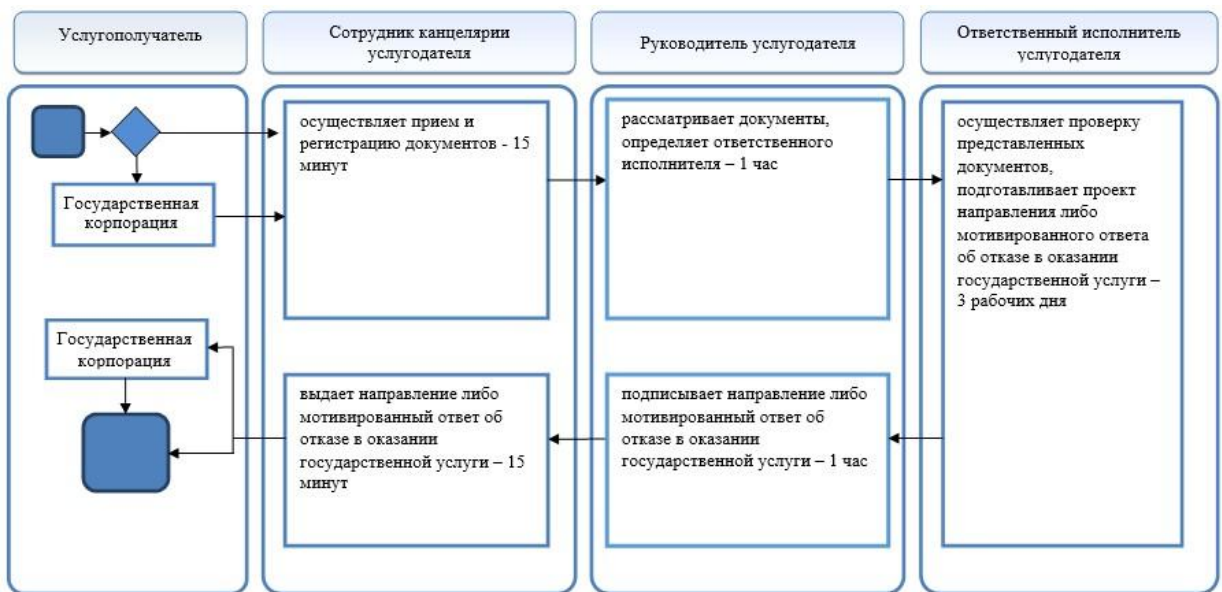 Услугополучатель
Сотрудник канцелярии
услугодателя
Руководитель услугодателя
Ответственный исполнитель
услугодателя
осуществляет прием и
регистрацию документов - 15
минут
рассматривает документы,
определяет ответственного
исполнителя – 1 час
осуществляет проверку
представленных
документов,
подготавливает проект
направления либо
мотивированного ответа
об отказе в оказании
государственной услуги –
3 рабочих дня
Государственная
корпорация
Государственная
корпорация
выдает направление либо
мотивированный ответ об
отказе в оказании
государственной услуги – 15
минут
подписывает направление либо
мотивированный ответ об
отказе в оказании
государственной услуги – 1 час